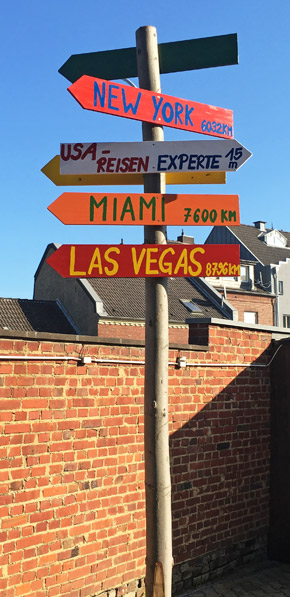 NEW YORK 6032KM
USA-REISEN.EXPERTE 15m
MIAMI 7600 KM
LAS VEGAS 8796KM